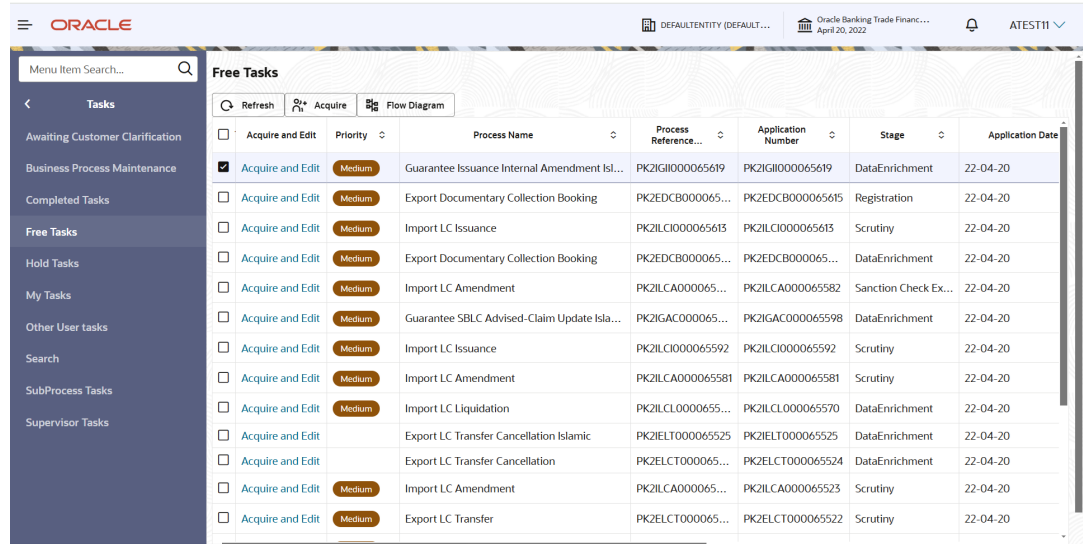 ORACLE
DEFAULTENTITY (DEFAULT...
Oracle Banking Trade Financ...
April 20, 2022
ATEST11
Menu Item Search...
Tasks
Awaiting Customer Clarification
Business Process Maintenance
Completed Tasks
Free Tasks
Hold Tasks
My Tasks
Other User tasks
Search
SubProcess Tasks
Supervisor Tasks
Free Tasks
Refresh Acquire Flow Diagram
Acquire and Edit Priority Process Name Process Reference... Application Number Stage Application Date
Acquire and Edit Medium Guarantee Issuance Internal Amendment Isl... PK2IGII000065619 PK2IGII000065619 DataEnrichment 22-04-20
Acquire and Edit Medium Export Documentary Collection Booking PK2EDCB000065... PK2EDCB000065615 Registration 22-04-20
Acquire and Edit Medium Import LC Issuance PK2ILCI000065613 PK2ILCI000065613 Scrutiny 22-04-20
Acquire and Edit Medium Export Documentary Collection Booking PK2EDCB000065... PK2EDCB000065... DataEnrichment 22-04-20
Acquire and Edit Medium Import LC Amendment PK2ILCA000065... PK2ILCA000065582 Sanction Check Ex... 22-04-20
Acquire and Edit Medium Guarantee SBLC Advised-Claim Update Isla... PK2IGAC000065... PK2IGAC000065598 DataEnrichment 22-04-20
Acquire and Edit Medium Import LC Issuance PK2ILCI000065592 PK2ILCI000065592 Scrutiny 22-04-20
Acquire and Edit Medium Import LC Amendment PK2ILCA000065581 PK2ILCA000065581 Scrutiny 22-04-20
Acquire and Edit Medium Import LC Liquidation PK2ILCL0000655... PK2ILCL000065570 DataEnrichment 22-04-20
Acquire and Edit Export LC Transfer Cancellation Islamic PK2IELT000065525 PK2IELT000065525 DataEnrichment 22-04-20
Acquire and Edit Export LC Transfer Cancellation PK2ELCT000065... PK2ELCT000065524 DataEnrichment 22-04-20
Acquire and Edit Medium Import LC Amendment PK2ILCA000065... PK2ILCA000065523 Scrutiny 22-04-20
Acquire and Edit Medium Export LC Transfer PK2ELCT000065... PK2ELCT000065522 Scrutiny 22-04-20